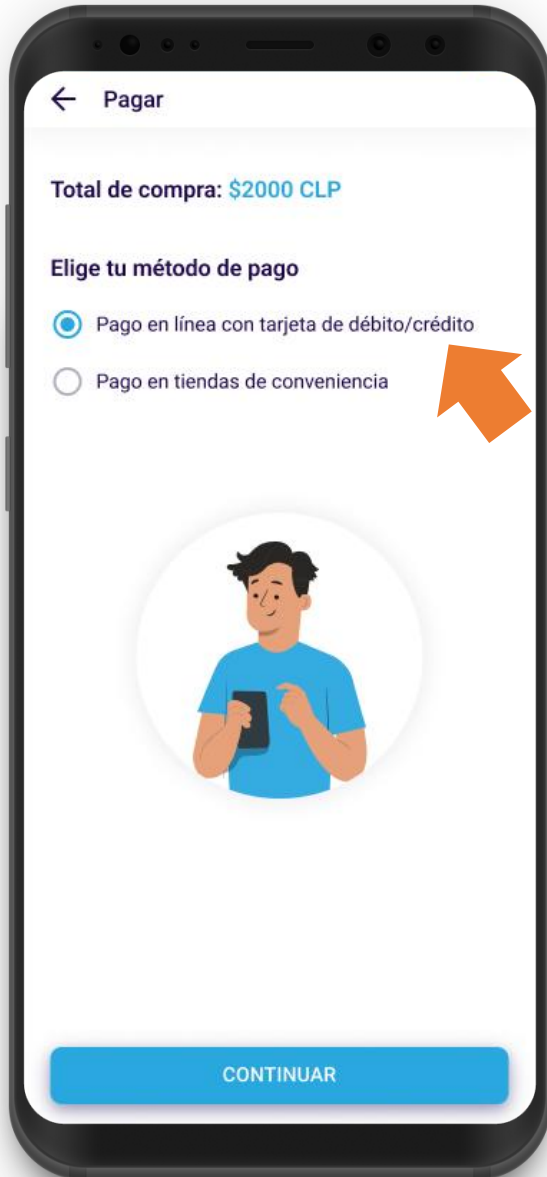 Pagar
Total de compra: $2000 CLP
Elige tu método de pago
Pago en línea con tarjeta de débito/crédito
Pago en tiendas de conveniencia
CONTINUAR